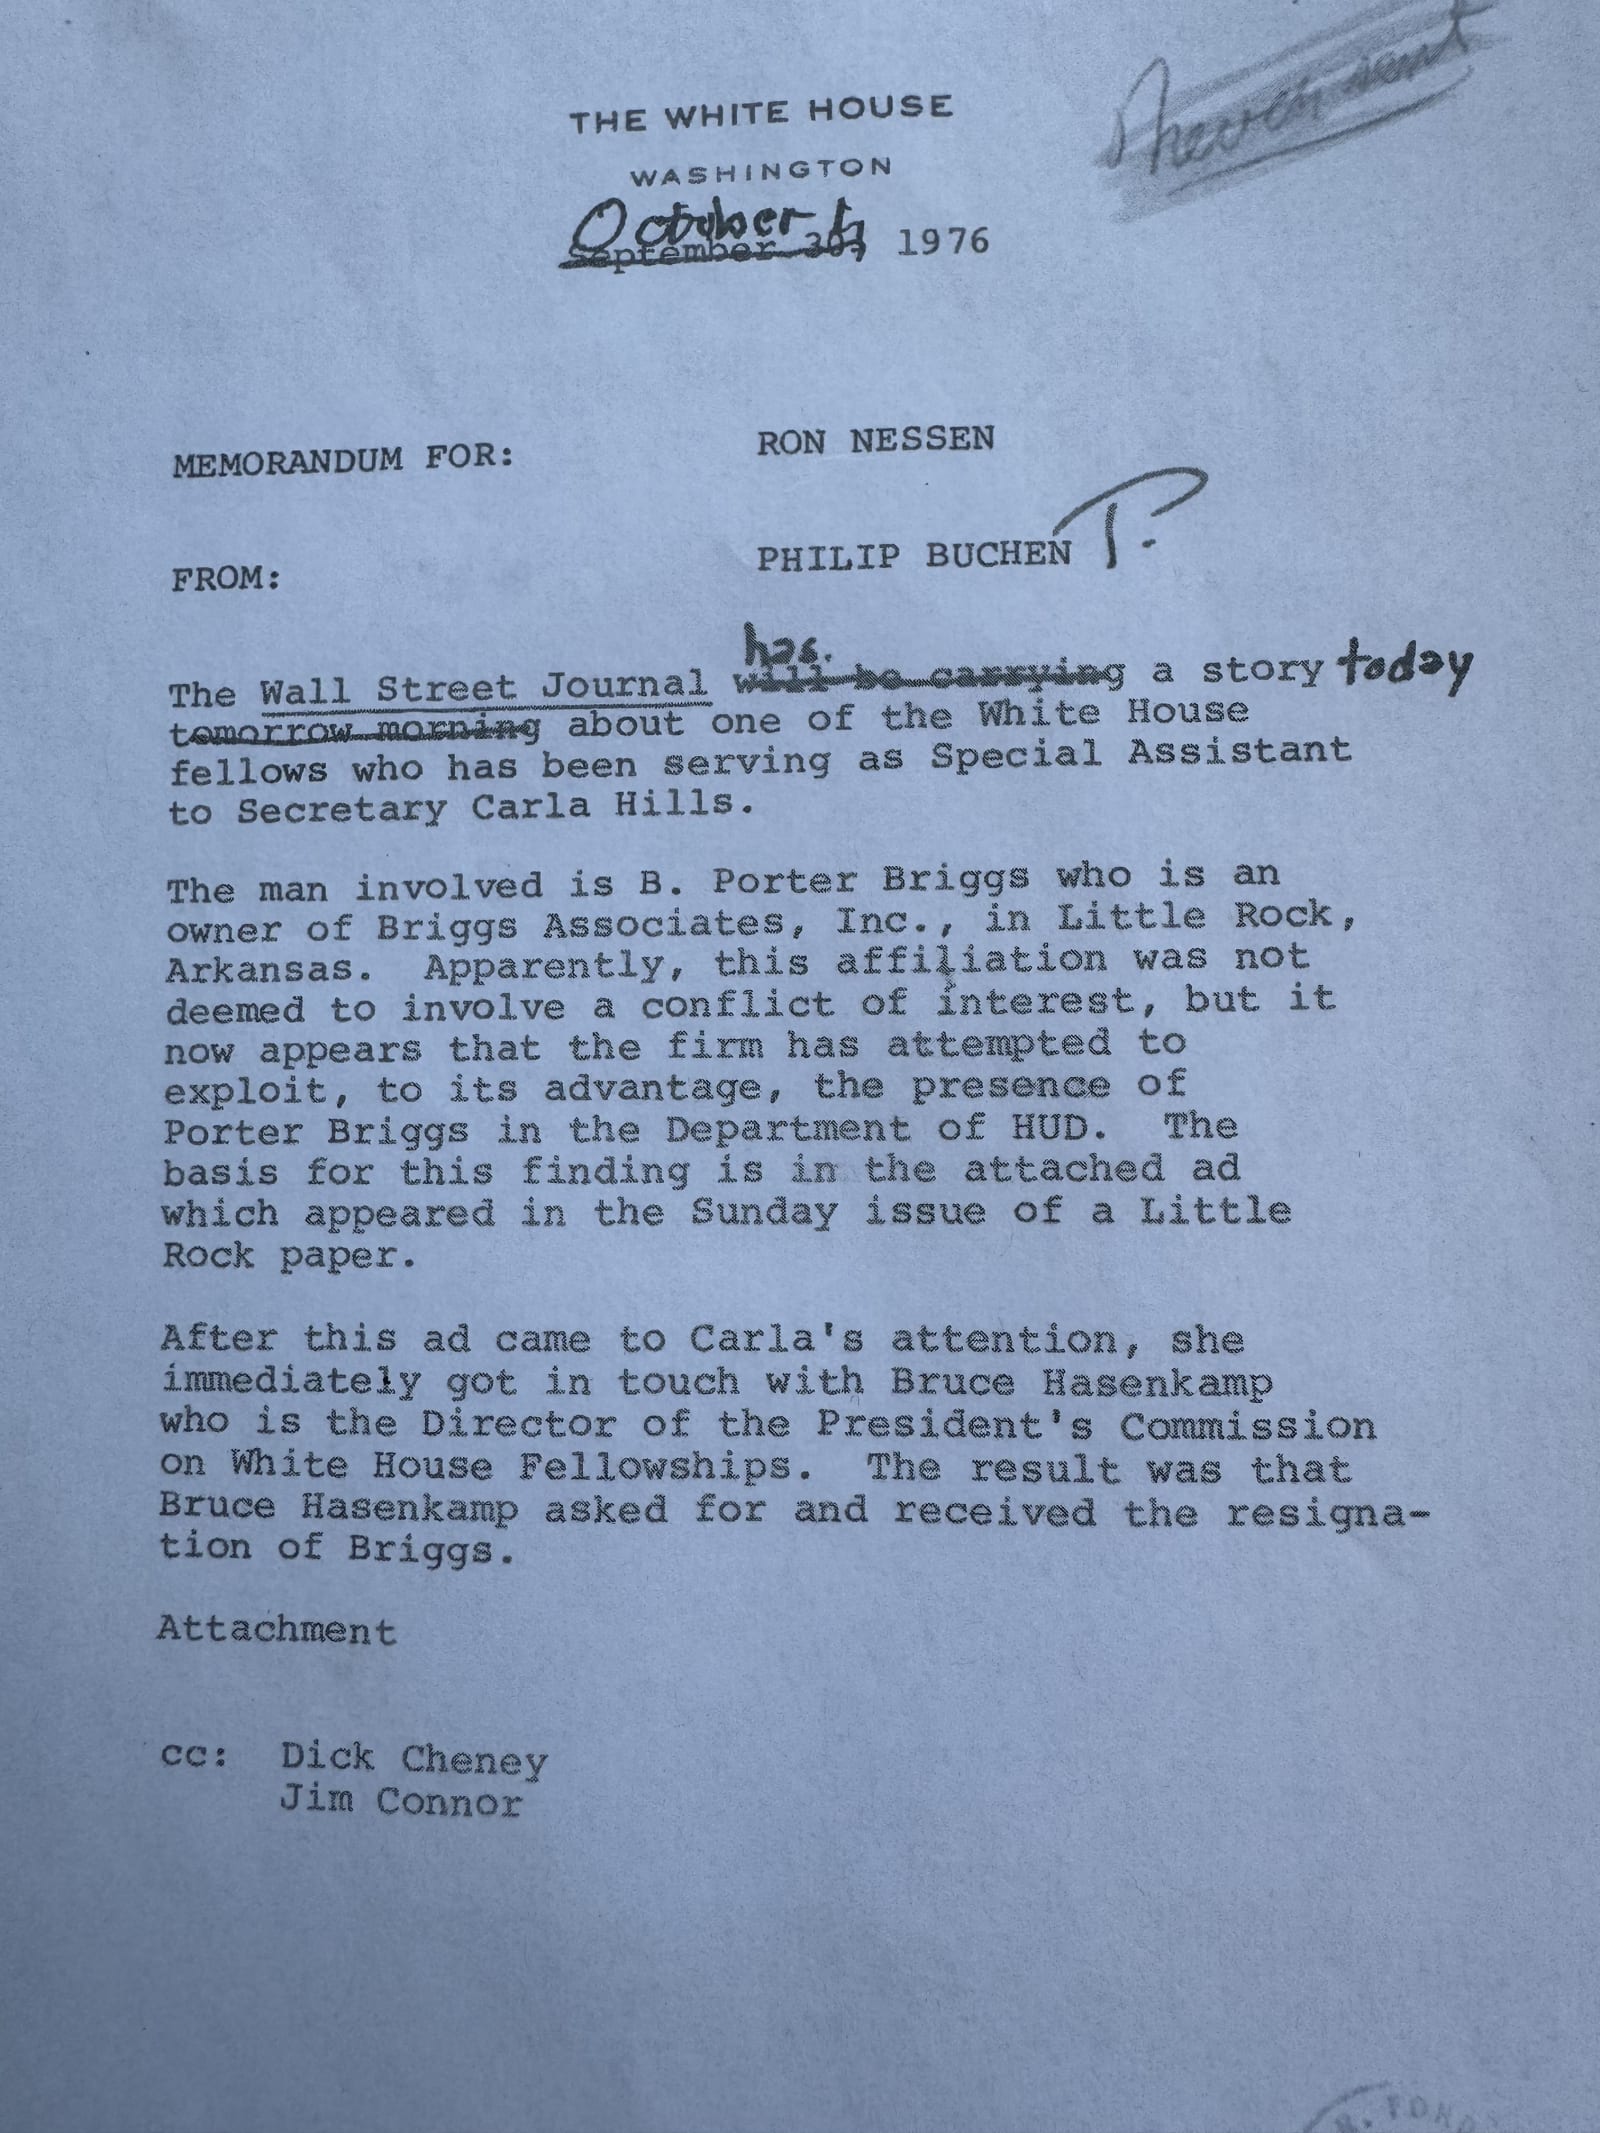 THE WHITE HOUSE
WASHINGTON
October 1,
September 30, 1976
MEMORANDUM FOR: RON NESSEN
FROM: PHILIP BUCHEN P.
has
The Wall Street Journal will be carrying a story today
tomorrow morning about one of the White House
fellows who has been serving as Special Assistant
to Secretary Carla Hills.
The man involved is B. Porter Briggs who is an
owner of Briggs Associates, Inc., in Little Rock,
Arkansas. Apparently, this affiliation was not
deemed to involve a conflict of interest, but it
now appears that the firm has attempted to
exploit, to its advantage, the presence of
Porter Briggs in the Department of HUD. The
basis for this finding is in the attached ad
which appeared in the Sunday issue of a Little
Rock paper.
After this ad came to Carla's attention, she
immediately got in touch with Bruce Hasenkamp
who is the Director of the President's Commission
on White House Fellowships. The result was that
Bruce Hasenkamp asked for and received the resigna-
tion of Briggs.
Attachment
cc: Dick Cheney
Jim Connor